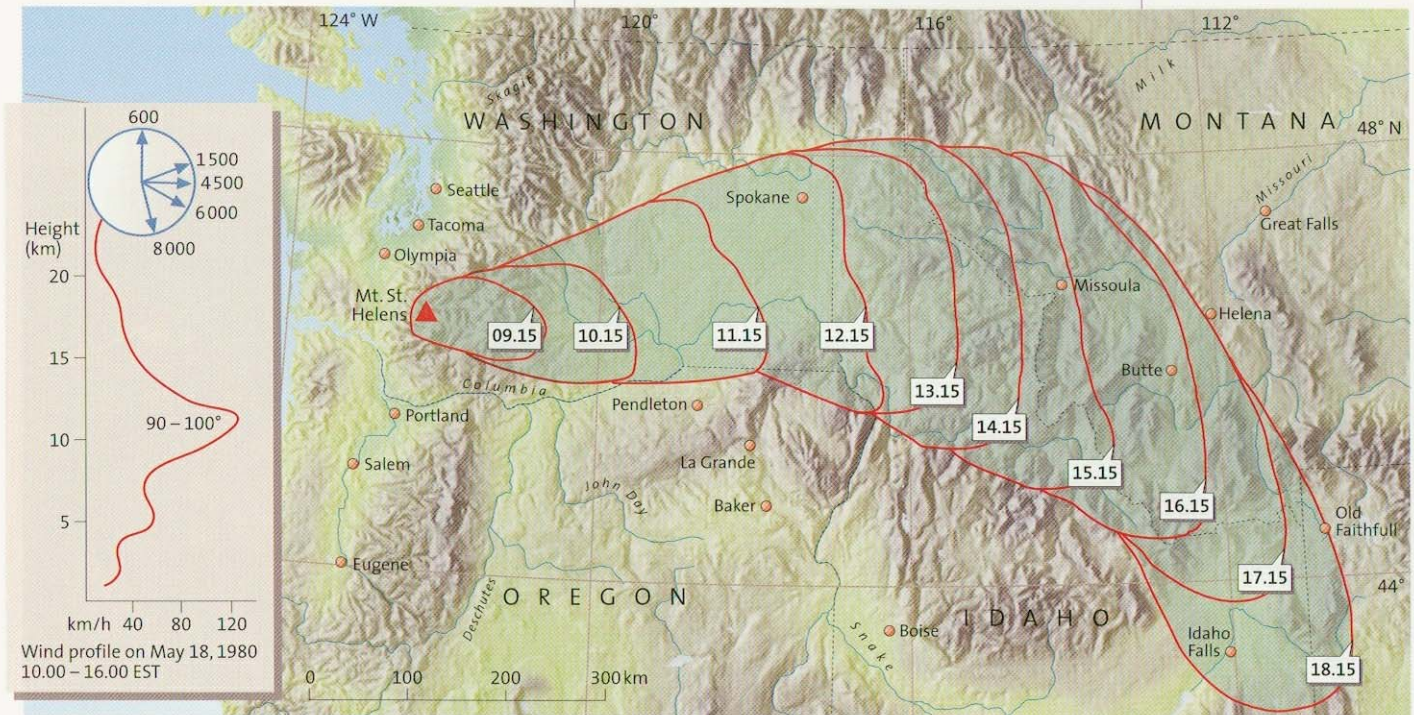 124° W
120°
116°
112°
Skagit
Milk
WASHINGTON
MONTANA
48° N
600
1500
4500
6000
8000
Height
(km)
20
15
10
5
90 – 100°
km/h 40 80 120
Wind profile on May 18, 1980
10.00 – 16.00 EST
Seattle
Tacoma
Olympia
Mt. St.
Helens
Spokane
Missouri
Great Falls
Missoula
Helena
Butte
09.15
10.15
11.15
12.15
13.15
14.15
15.15
16.15
17.15
18.15
Columbia
Portland
Pendleton
Salem
La Grande
John Day
Baker
Old
Faithfull
Eugene
Deschutes
OREGON
44°
IDAHO
Snake
Boise
Idaho
Falls
0 100 200 300 km